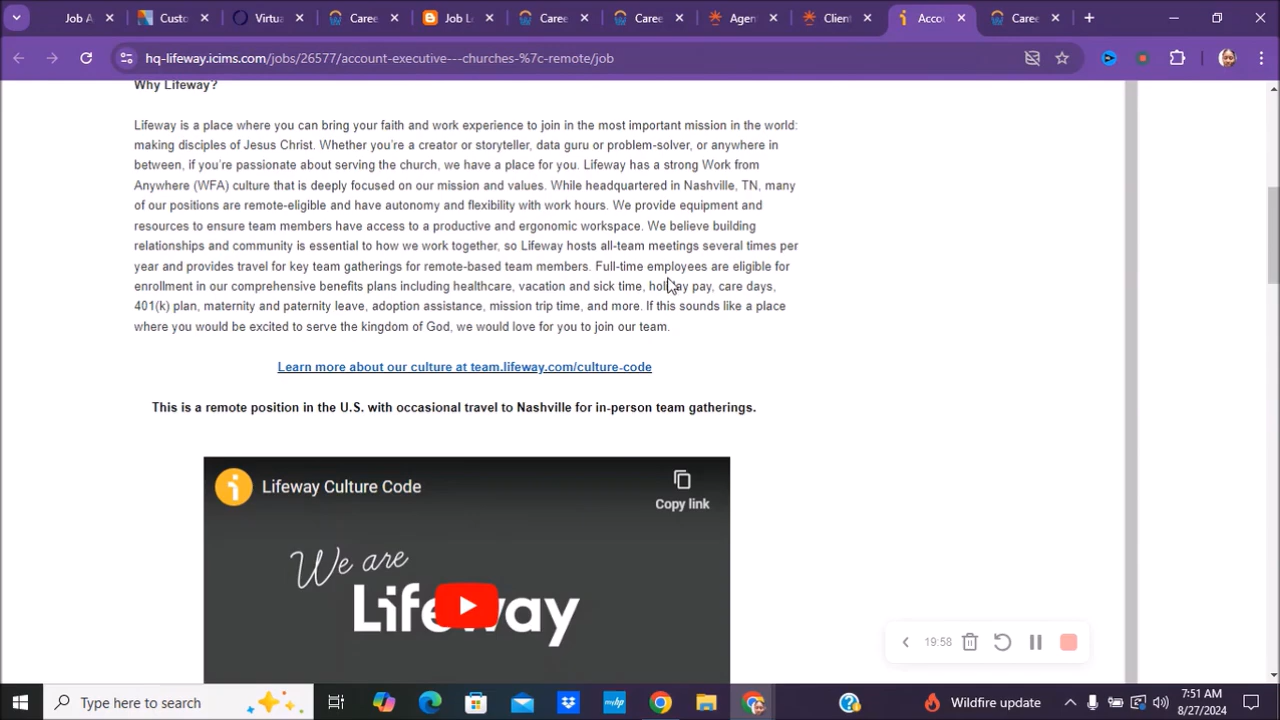 Job A
Custo
Virtua
Caree
Job L
Caree
Caree
Agen
Client
Acco
Caree
hq-lifeway.icims.com/jobs/26577/account-executive---churches-%7c-remote/job
Why Lifeway?
Lifeway is a place where you can bring your faith and work experience to join in the most important mission in the world:
making disciples of Jesus Christ. Whether you're a creator or storyteller, data guru or problem-solver, or anywhere in
between, if you're passionate about serving the church, we have a place for you. Lifeway has a strong Work from
Anywhere (WFA) culture that is deeply focused on our mission and values. While headquartered in Nashville, TN, many
of our positions are remote-eligible and have autonomy and flexibility with work hours. We provide equipment and
resources to ensure team members have access to a productive and ergonomic workspace. We believe building
relationships and community is essential to how we work together, so Lifeway hosts all-team meetings several times per
year and provides travel for key team gatherings for remote-based team members. Full-time employees are eligible for
enrollment in our comprehensive benefits plans including healthcare, vacation and sick time, holiday pay, care days,
401(k) plan, maternity and paternity leave, adoption assistance, mission trip time, and more. If this sounds like a place
where you would be excited to serve the kingdom of God, we would love for you to join our team.
Learn more about our culture at team.lifeway.com/culture-code
This is a remote position in the U.S. with occasional travel to Nashville for in-person team gatherings.
Lifeway Culture Code
Copy link
We are
Lifeway
19:58
Type here to search
myhp
Wildfire update
7:51 AM
8/27/2024